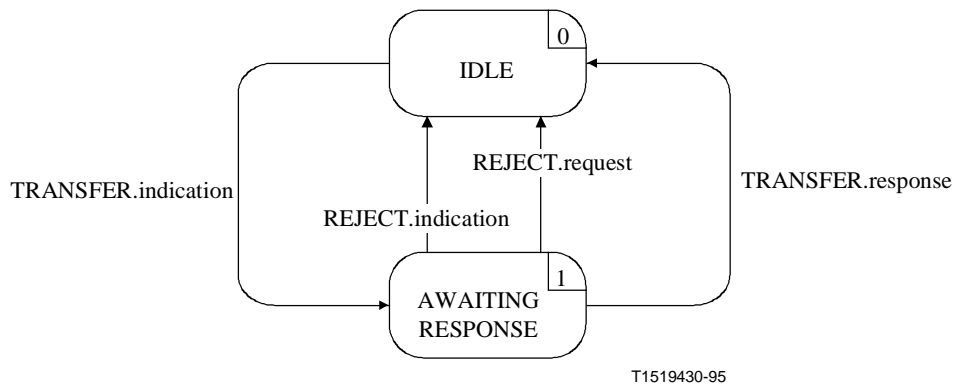 0
IDLE
REJECT.request
TRANSFER.indication
TRANSFER.response
REJECT.indication
1
AWAITING
RESPONSE
T1519430-95